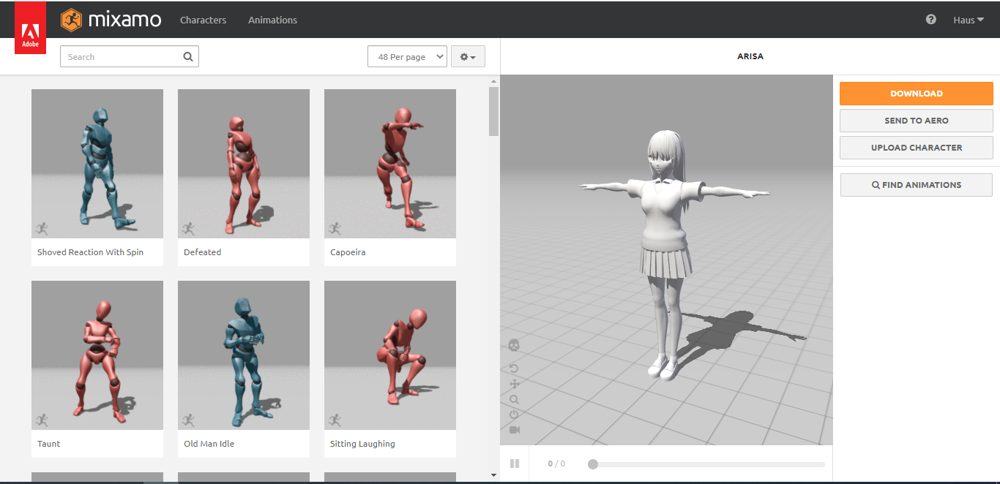 Adobe
mixamo
Characters
Animations
Haus
Search
48 Per page
ARISA
Shoved Reaction With Spin
Defeated
Capoeira
Taunt
Old Man Idle
Sitting Laughing
0 / 0
DOWNLOAD
SEND TO AERO
UPLOAD CHARACTER
FIND ANIMATIONS